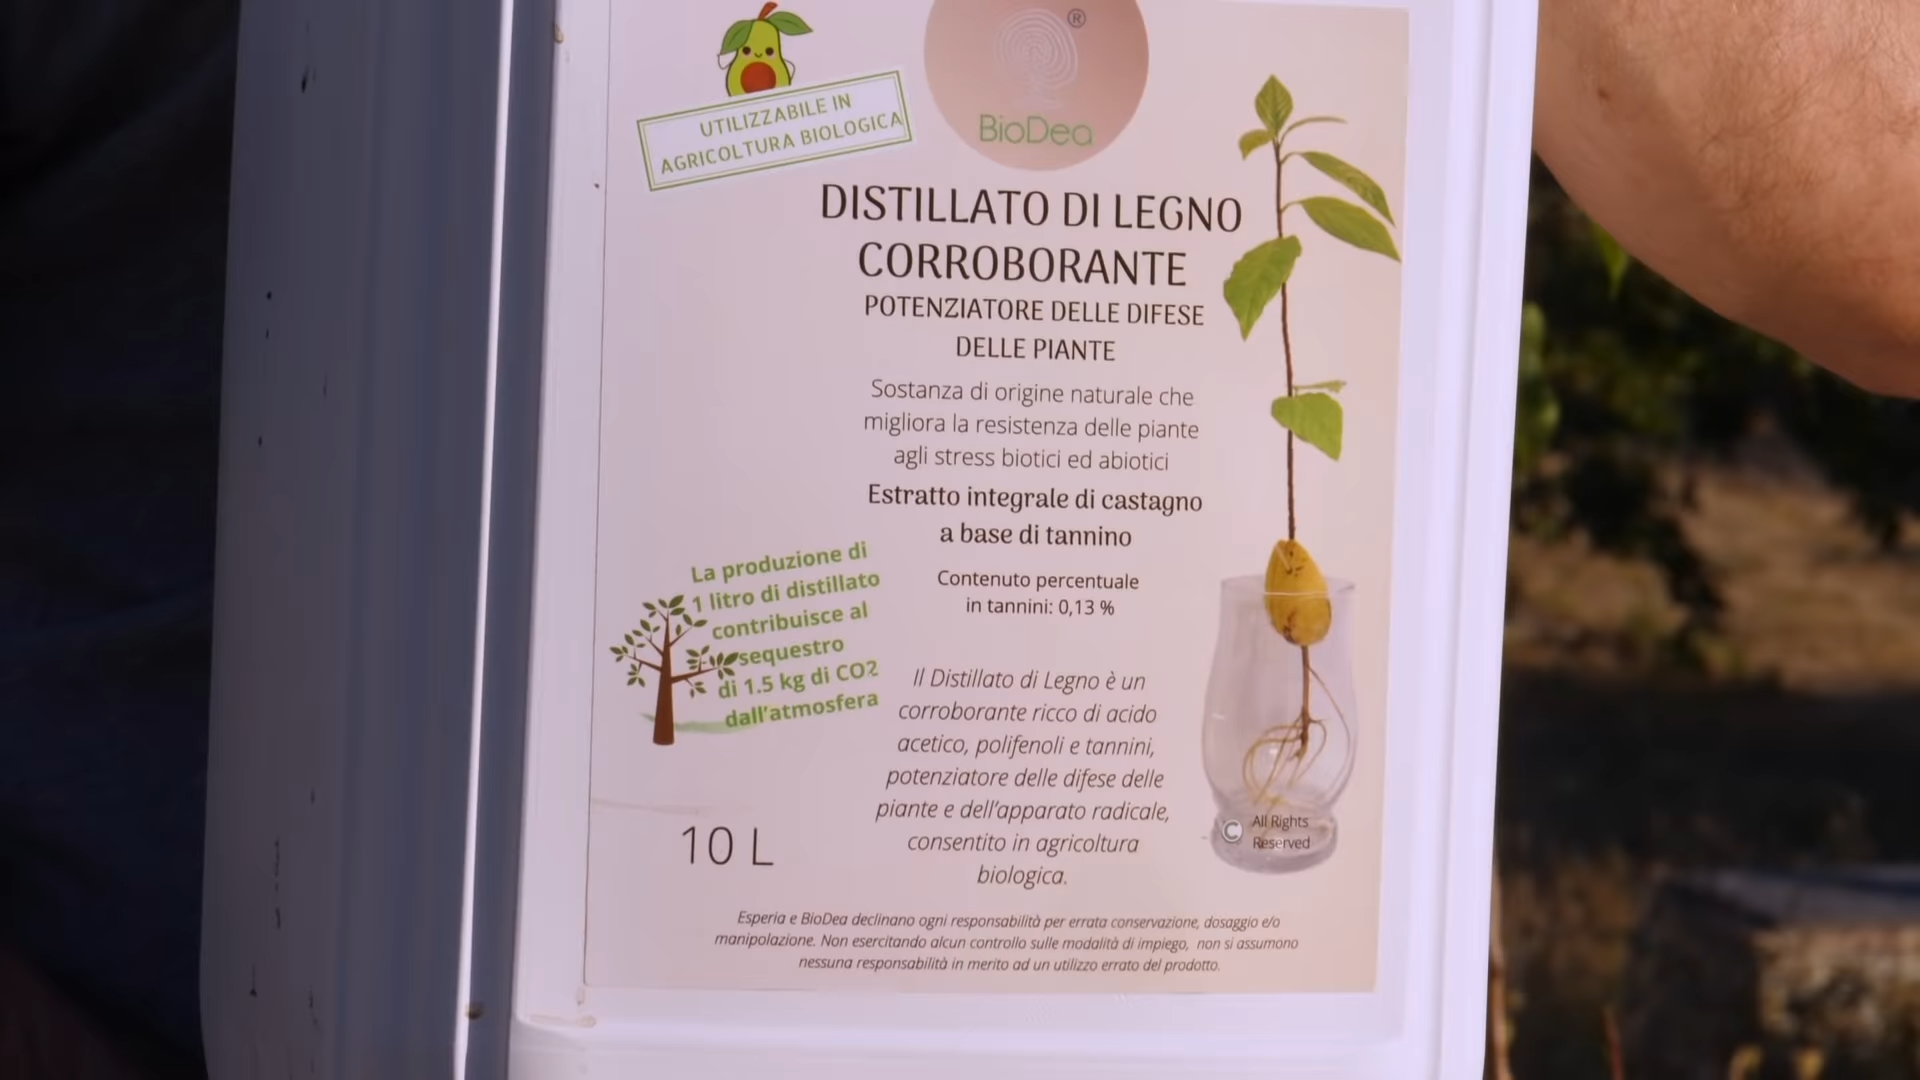 ®
BioDea
UTILIZZABILE IN
AGRICOLTURA BIOLOGICA
DISTILLATO DI LEGNO
CORROBORANTE
POTENZIATORE DELLE DIFESE
DELLE PIANTE
Sostanza di origine naturale che
migliora la resistenza delle piante
agli stress biotici ed abiotici
Estratto integrale di castagno
a base di tannino
Contenuto percentuale
in tannini: 0,13 %
La produzione di
1 litro di distillato
contribuisce al
sequestro
di 1.5 kg di CO2
dall'atmosfera
Il Distillato di Legno è un
corroborante ricco di acido
acetico, polifenoli e tannini,
potenziatore delle difese delle
piante e dell'apparato radicale,
consentito in agricoltura
biologica.
10 L
© All Rights
Reserved
Esperia e BioDea declinano ogni responsabilità per errata conservazione, dosaggio e/o
manipolazione. Non esercitando alcun controllo sulle modalità di impiego, non si assumono
nessuna responsabilità in merito ad un utilizzo errato del prodotto.